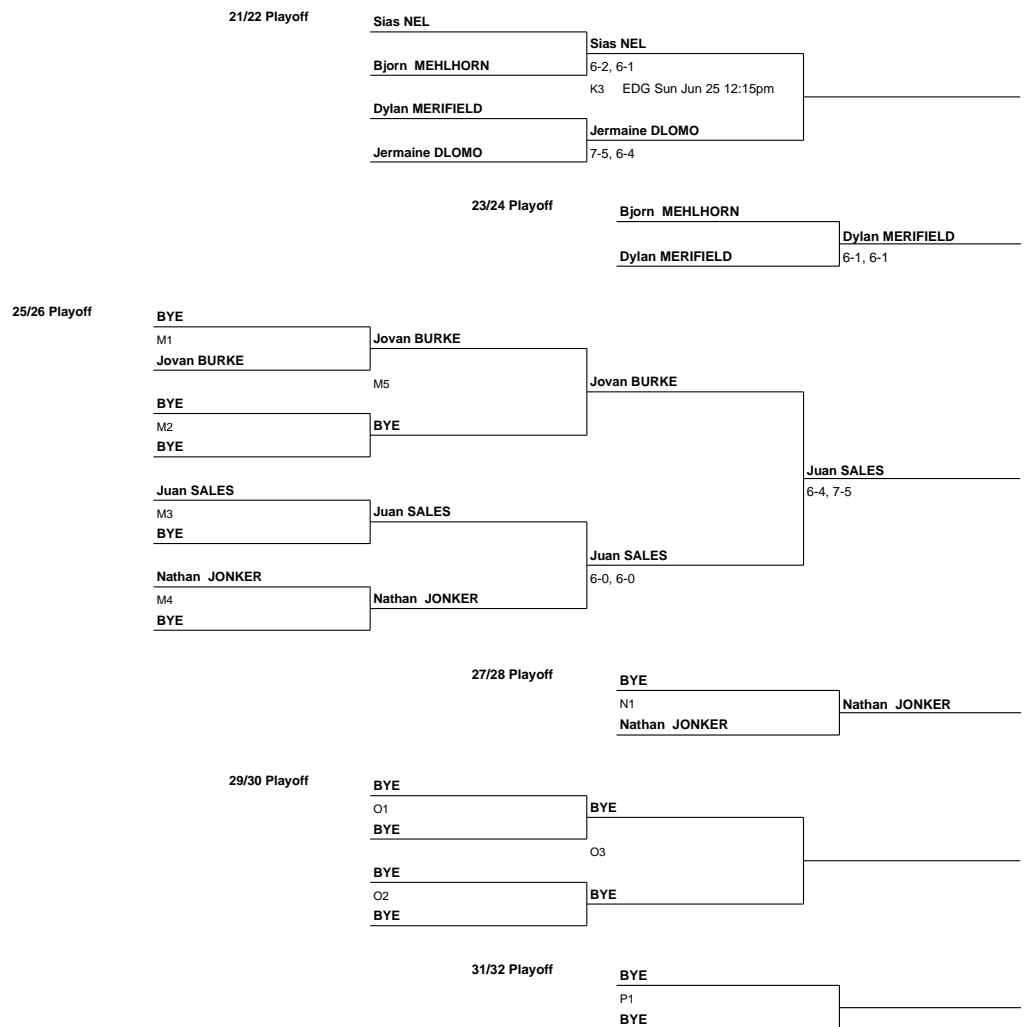 21/22 Playoff
Sias NEL
Sias NEL
Bjorn MEHLHORN
6-2, 6-1
K3 EDG Sun Jun 25 12:15pm
Dylan MERIFIELD
Jermaine DLOMO
Jermaine DLOMO
7-5, 6-4
23/24 Playoff
Bjorn MEHLHORN
Dylan MERIFIELD
Dylan MERIFIELD
6-1, 6-1
25/26 Playoff
BYE
M1
Jovan BURKE
Jovan BURKE
M5
Jovan BURKE
BYE
M2
BYE
BYE
Juan SALES
6-4, 7-5
Juan SALES
M3
Juan SALES
BYE
Juan SALES
6-0, 6-0
Nathan JONKER
M4
Nathan JONKER
BYE
27/28 Playoff
BYE
N1
Nathan JONKER
Nathan JONKER
29/30 Playoff
BYE
O1
BYE
BYE
O3
BYE
O2
BYE
BYE
31/32 Playoff
BYE
P1
BYE